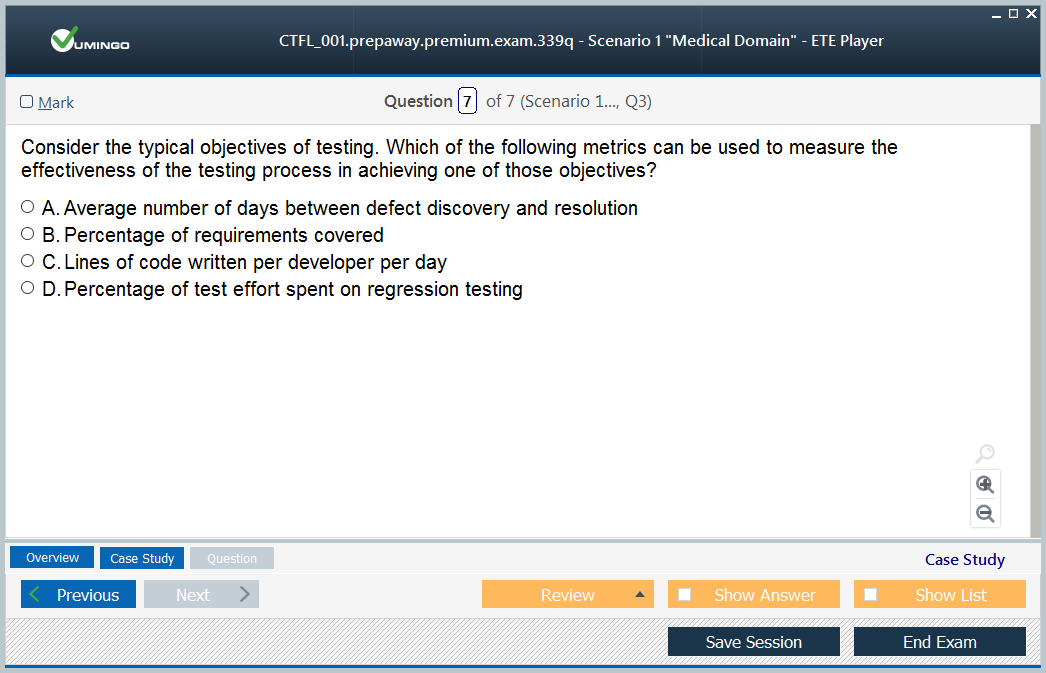 VUMINGO
CTFL_001.prepaway.premium.exam.339q - Scenario 1 "Medical Domain" - ETE Player
Mark
Question 7 of 7 (Scenario 1..., Q3)
Consider the typical objectives of testing. Which of the following metrics can be used to measure the
effectiveness of the testing process in achieving one of those objectives?
A. Average number of days between defect discovery and resolution
B. Percentage of requirements covered
C. Lines of code written per developer per day
D. Percentage of test effort spent on regression testing
Overview Case Study Question Case Study
Previous Next Review Show Answer Show List
Save Session End Exam